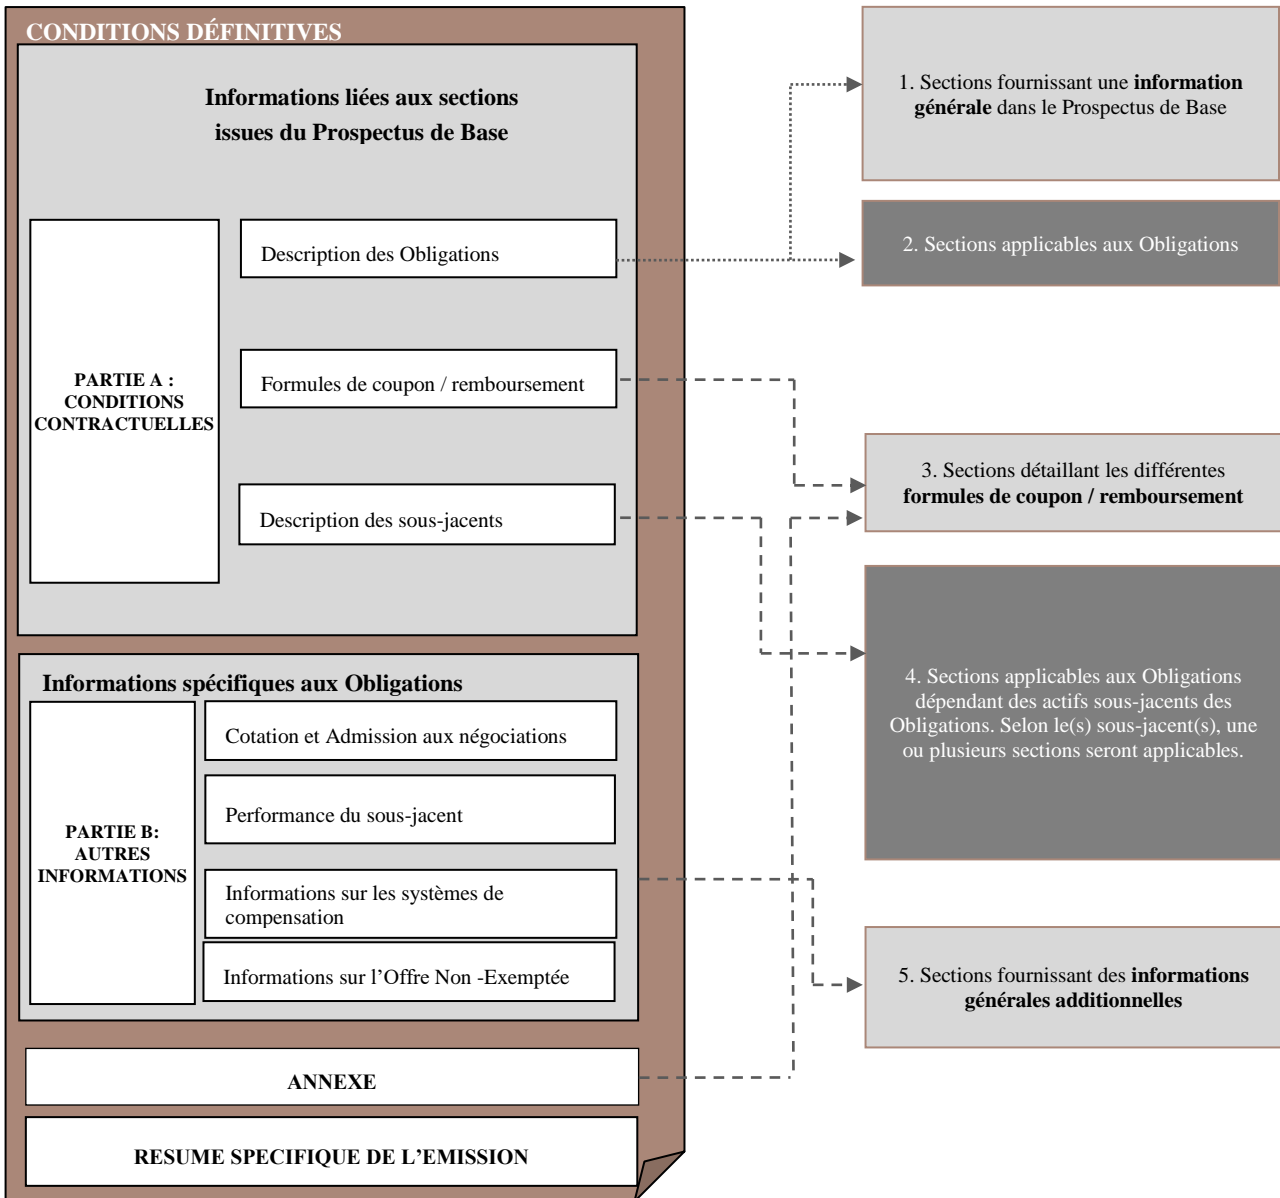 CONDITIONS DÉFINITIVES
Informations liées aux sections
issues du Prospectus de Base
PARTIE A :
CONDITIONS
CONTRACTUELLES
Description des Obligations
Formules de coupon / remboursement
Description des sous-jacents
Informations spécifiques aux Obligations
PARTIE B:
AUTRES
INFORMATIONS
Cotation et Admission aux négociations
Performance du sous-jacent
Informations sur les systèmes de
compensation
Informations sur l'Offre Non -Exemptée
ANNEXE
RESUME SPECIFIQUE DE L'EMISSION
1. Sections fournissant une information
générale dans le Prospectus de Base
2. Sections applicables aux Obligations
3. Sections détaillant les différentes
formules de coupon / remboursement
4. Sections applicables aux Obligations
dépendant des actifs sous-jacents des
Obligations. Selon le(s) sous-jacent(s), une
ou plusieurs sections seront applicables.
5. Sections fournissant des informations
générales additionnelles